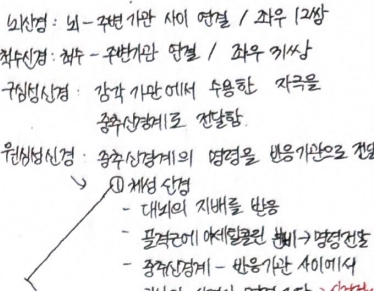 뇌신경: 뇌 - 주변 기관 사이 연결 / 좌우 12쌍
척수신경: 척수 - 주변기관 연결 / 좌우 31쌍
구심성신경: 감각 기관에서 수용한 자극을
중추신경계로 전달함.
원심성신경: 중추신경계의 명령을 반응기관으로 전달
↘ ① 체성 신경
- 대뇌의 지배를 반응
- 골격근에 아세틸콜린 분비 → 명령전달
- 중추신경계 - 반응기관 사이에서